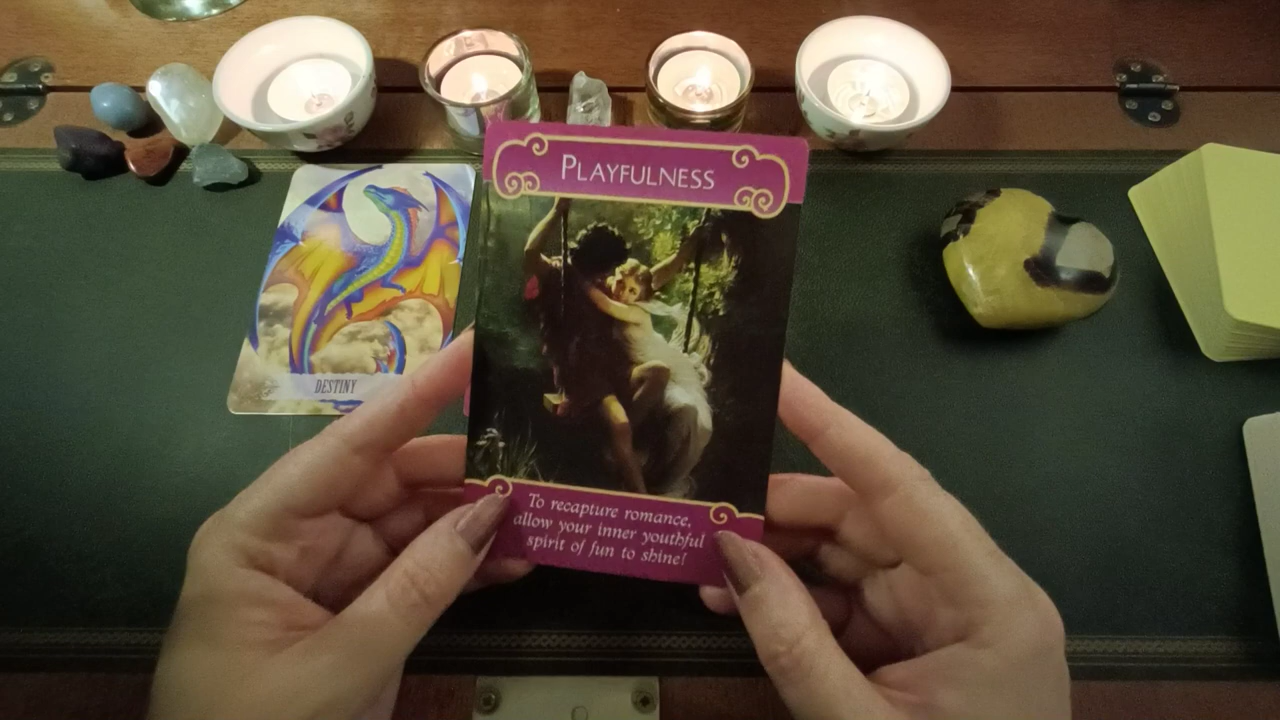 PLAYFULNESS
DESTINY
To recapture romance,
allow your inner youthful
spirit of fun to shine!